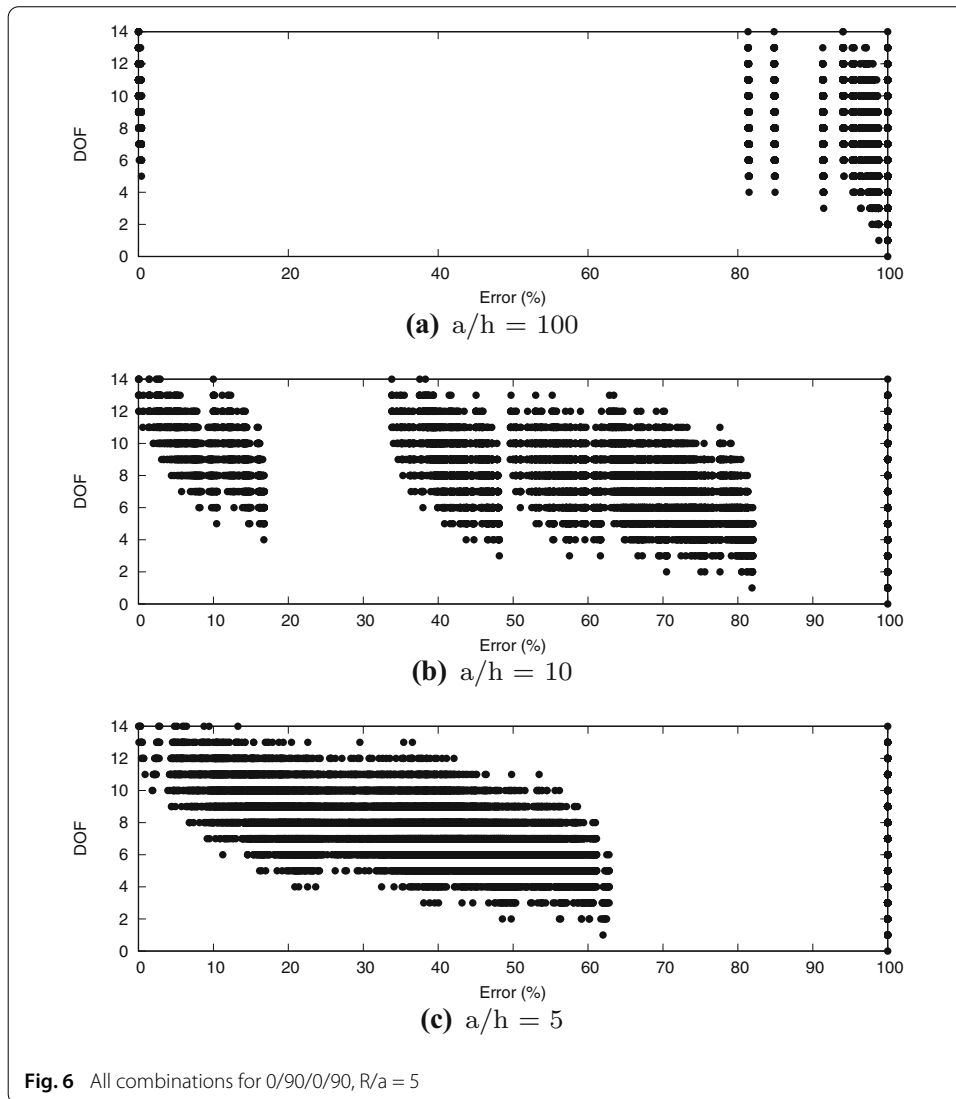 14
12
10
8
6
4
2
0
DOF
0 20 40 60 80 100
Error (%)
(a) a/h = 100
14
12
10
8
6
4
2
0
DOF
0 10 20 30 40 50 60 70 80 90 100
Error (%)
(b) a/h = 10
14
12
10
8
6
4
2
0
DOF
0 10 20 30 40 50 60 70 80 90 100
Error (%)
(c) a/h = 5
Fig. 6 All combinations for 0/90/0/90, R/a = 5